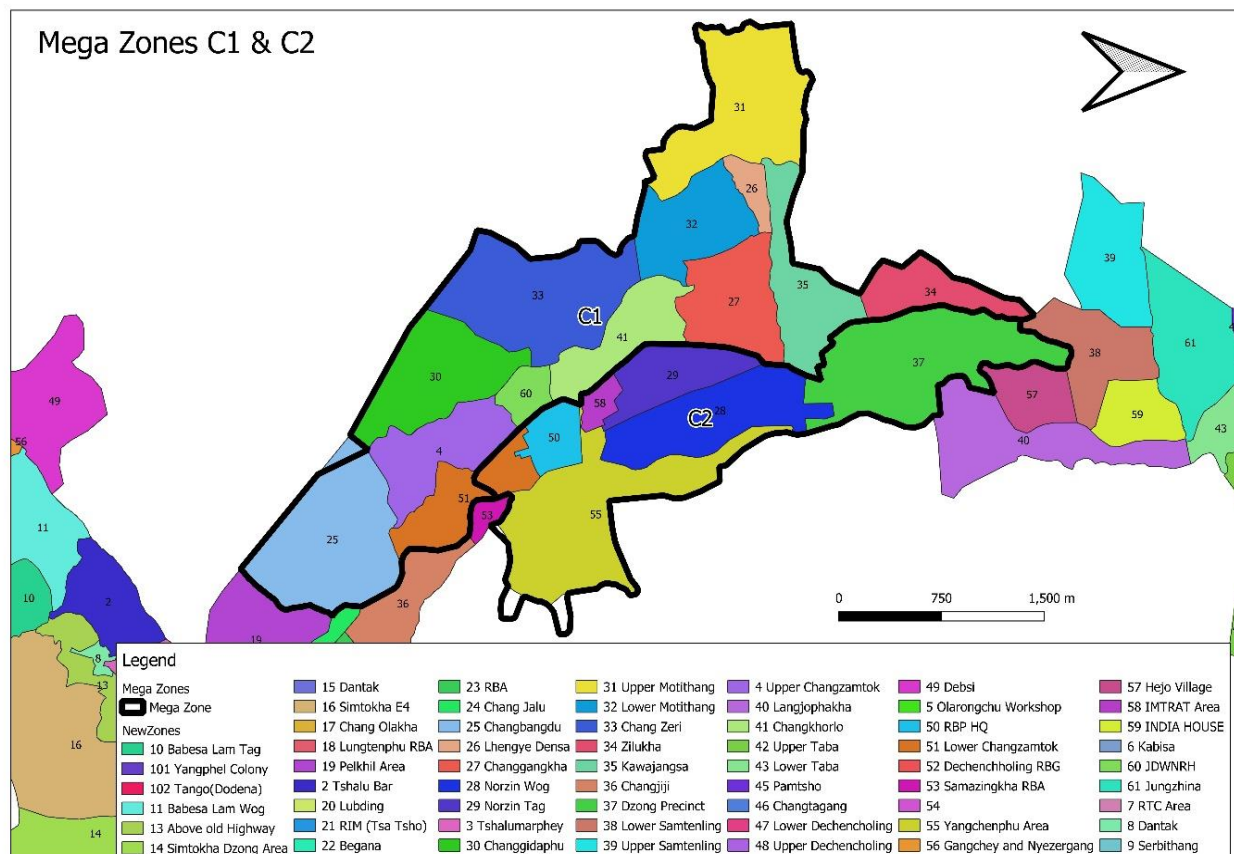 Mega Zones C1 & C2
31
26
32
39
35
34
33
C1
27
41
61
37
38
30
29
57
60
58
59
49
C2
28
43
56
50
4
40
51
53
55
11
25
0 750 1,500 m
10
2
36
19
8
13
16
14
Legend
Mega Zones
Mega Zone
NewZones
10 Babesa Lam Tag
101 Yangphel Colony
102 Tango(Dodena)
11 Babesa Lam Wog
13 Above old Highway
14 Simtokha Dzong Area
15 Dantak
16 Simtokha E4
17 Chang Olakha
18 Lungtenphu RBA
19 Pelkhil Area
2 Tshalu Bar
20 Lubding
21 RIM (Tsa Tsho)
22 Begana
23 RBA
24 Chang Jalu
25 Changbangdu
26 Lhengye Densa
27 Changgangkha
28 Norzin Wog
29 Norzin Tag
3 Tshalumarphey
30 Changgidaphu
31 Upper Motithang
32 Lower Motithang
33 Chang Zeri
34 Zilukha
35 Kawajangsa
36 Changjiji
37 Dzong Precinct
38 Lower Samtenling
39 Upper Samtenling
4 Upper Changzamtok
40 Langjophakha
41 Changkhorlo
42 Upper Taba
43 Lower Taba
45 Pamtsho
46 Changtagang
47 Lower Dechencholing
48 Upper Dechencholing
49 Debsi
5 Olarongchu Workshop
50 RBP HQ
51 Lower Changzamtok
52 Dechenchholing RBG
53 Samazingkha RBA
54
55 Yangchenphu Area
56 Gangchey and Nyezergang
57 Hejo Village
58 IMTRAT Area
59 INDIA HOUSE
6 Kabisa
60 JDWNRH
61 Jungzhina
7 RTC Area
8 Dantak
9 Serbithang